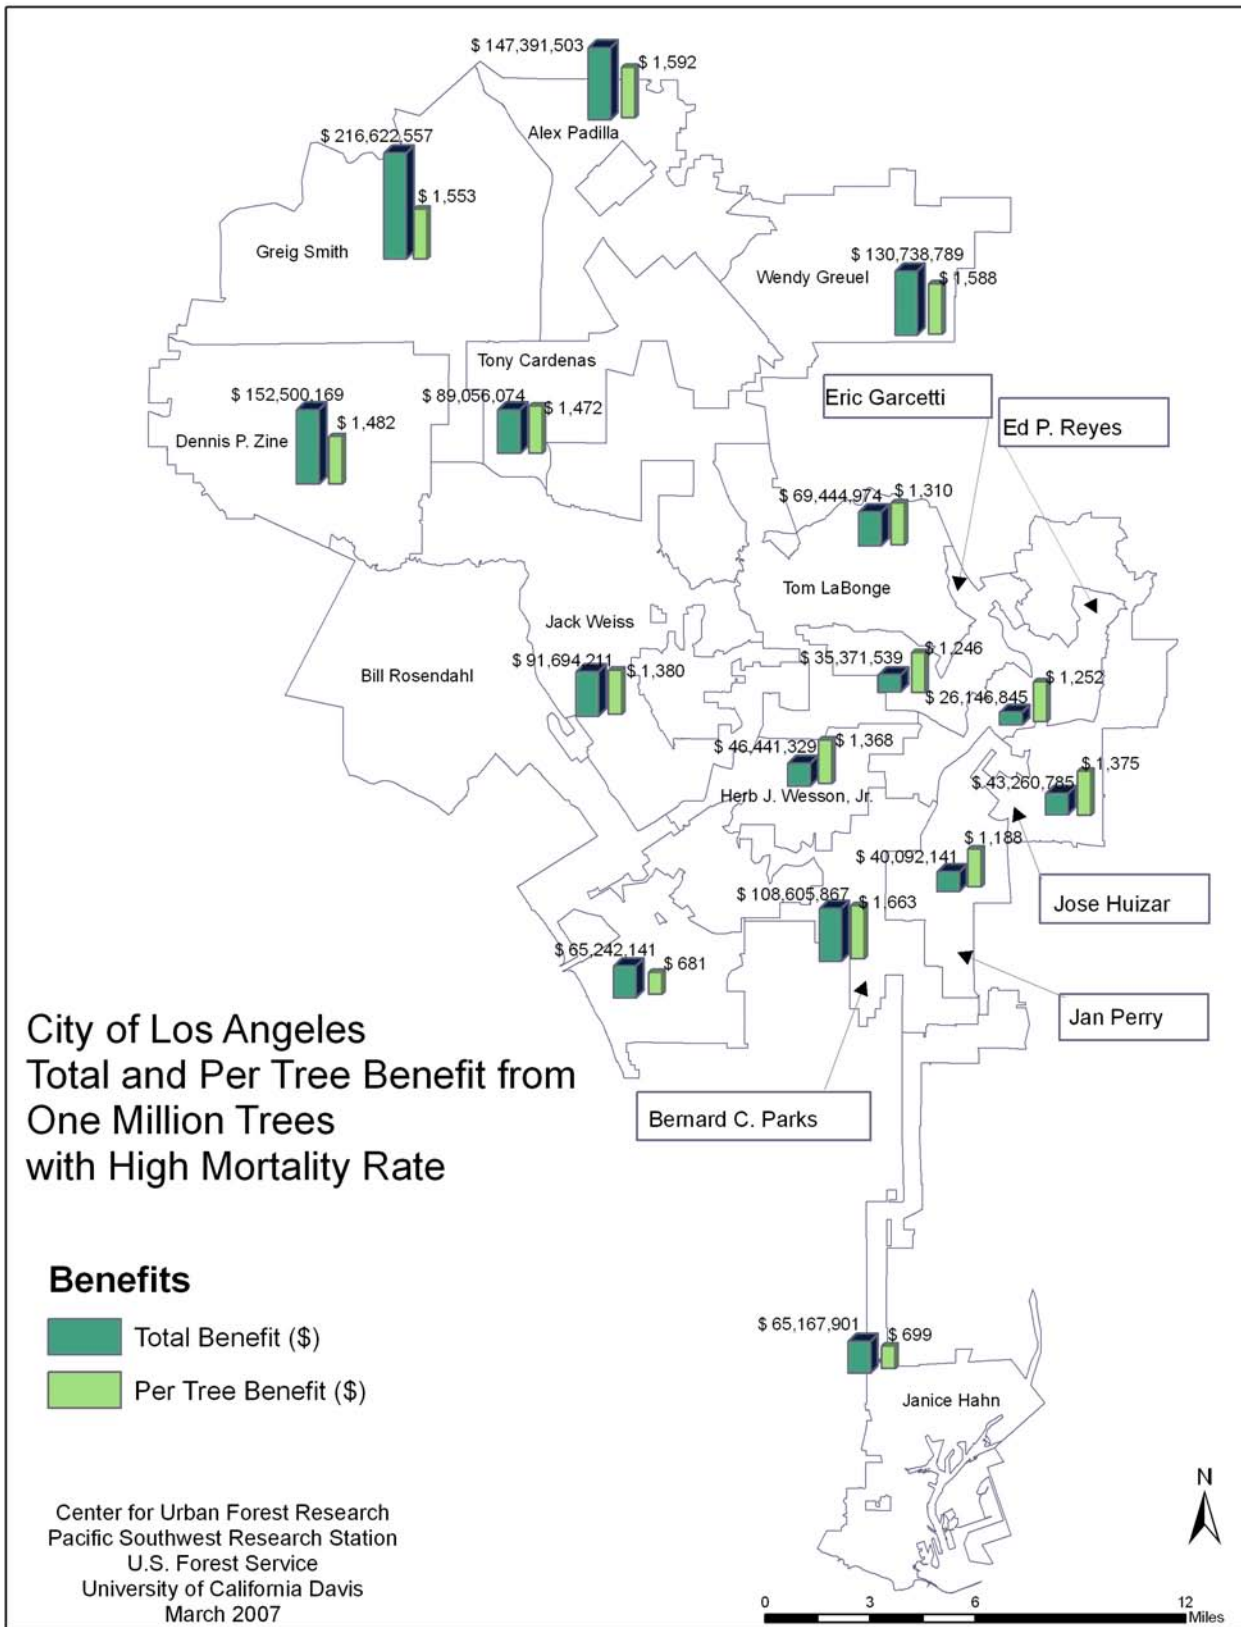 $ 147,391,503
$ 1,592
Alex Padilla
$ 216,622,557
$ 1,553
Greig Smith
$ 130,738,789
Wendy Greuel
$ 1,588
Tony Cardenas
$ 89,056,074
$ 1,472
$ 152,500,169
$ 1,482
Dennis P. Zine
Eric Garcetti
Ed P. Reyes
$ 69,444,974
$ 1,310
Tom LaBonge
Jack Weiss
$ 91,694,211
$ 1,380
Bill Rosendahl
$ 35,371,539
$ 1,246
$ 26,146,845
$ 1,252
$ 46,441,329
$ 1,368
Herb J. Wesson, Jr.
$ 43,260,785
$ 1,375
$ 40,092,141
$ 1,188
Jose Huizar
$ 108,605,867
$ 1,663
$ 65,242,141
$ 681
Jan Perry
Bernard C. Parks
City of Los Angeles
Total and Per Tree Benefit from
One Million Trees
with High Mortality Rate
Benefits
Total Benefit ($)
Per Tree Benefit ($)
$ 65,167,901
$ 699
Janice Hahn
Center for Urban Forest Research
Pacific Southwest Research Station
U.S. Forest Service
University of California Davis
March 2007
N
0 3 6 12
Miles